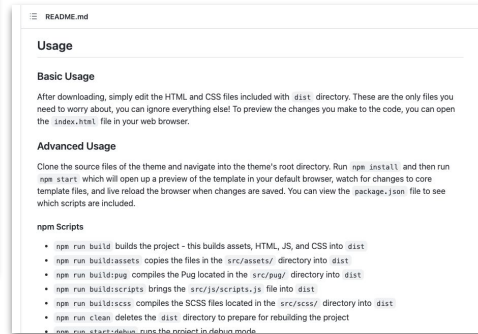 README.md
Usage
Basic Usage
After downloading, simply edit the HTML and CSS files included with dist directory. These are the only files you
need to worry about, you can ignore everything else! To preview the changes you make to the code, you can open
the index.html file in your web browser.
Advanced Usage
Clone the source files of the theme and navigate into the theme's root directory. Run npm install and then run
npm start which will open up a preview of the template in your default browser, watch for changes to core
template files, and live reload the browser when changes are saved. You can view the package.json file to see
which scripts are included.
npm Scripts
• npm run build builds the project - this builds assets, HTML, JS, and CSS into dist
• npm run build:assets copies the files in the src/assets/ directory into dist
• npm run build:pug compiles the Pug located in the src/pug/ directory into dist
• npm run build:scripts brings the src/js/scripts.js file into dist
• npm run build:scss compiles the SCSS files located in the src/scss/ directory into dist
• npm run clean deletes the dist directory to prepare for rebuilding the project
• npm run start:debug runs the project in debug mode